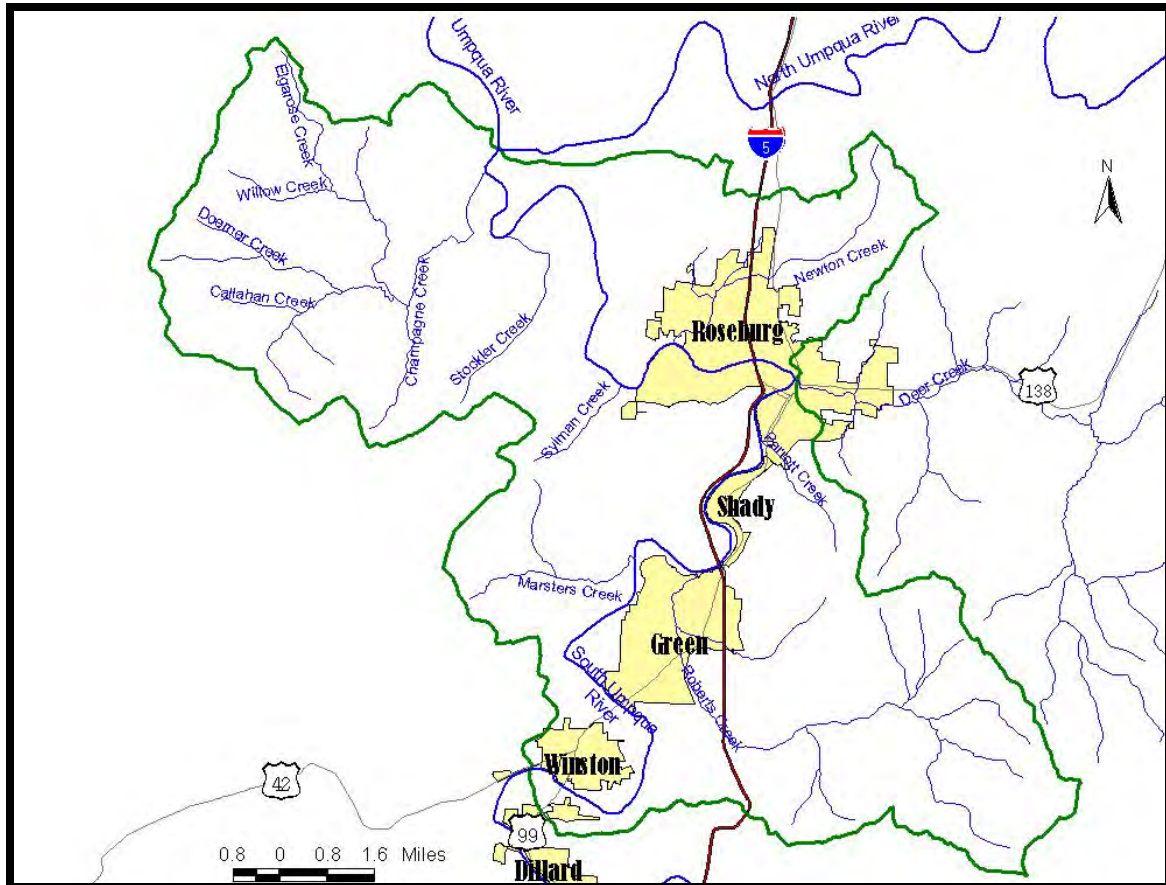 Umpqua River
North Umpqua River
Elgarose Creek
5
N
Willow Creek
Doerner Creek
Newton Creek
Callahan Creek
Champagne Creek
Roseburg
Stockler Creek
Deer Creek
138
Sylman Creek
Parrott Creek
Shady
Marsters Creek
Green
South Umpqua
River
Roberts Creek
Winston
42
99
0.8 0 0.8 1.6 Miles
Dillard